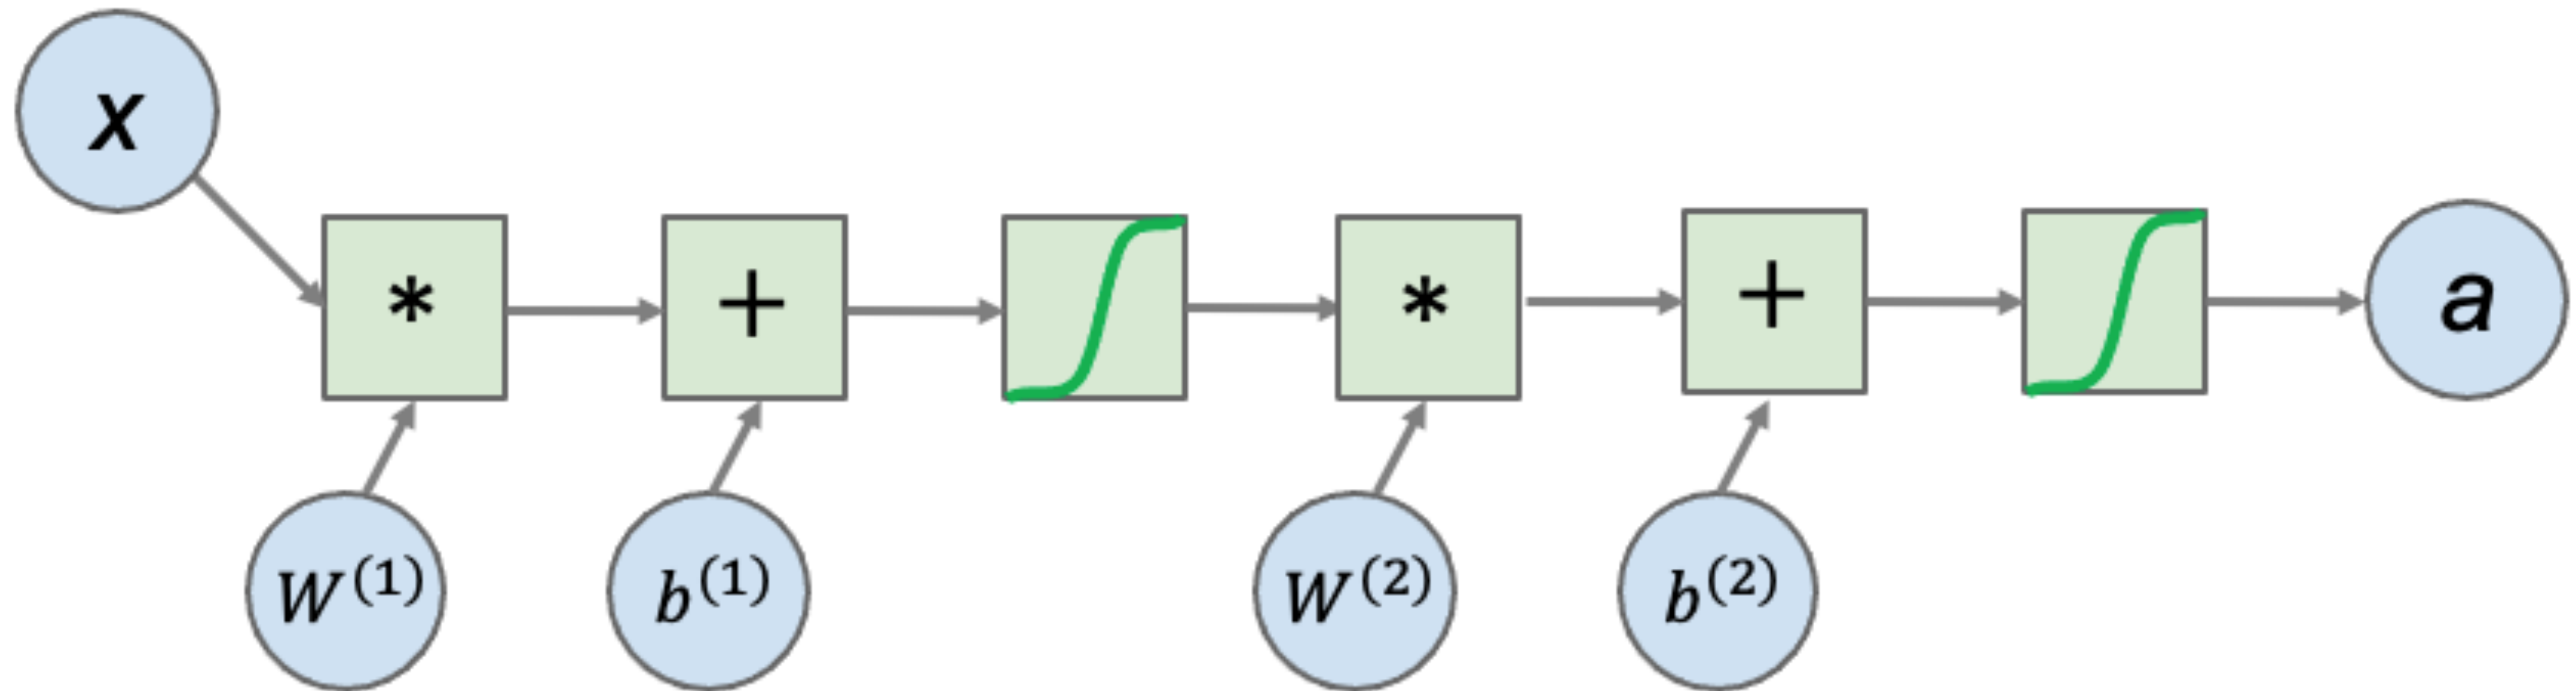 x
* + * + a
W^(1) b^(1) W^(2) b^(2)